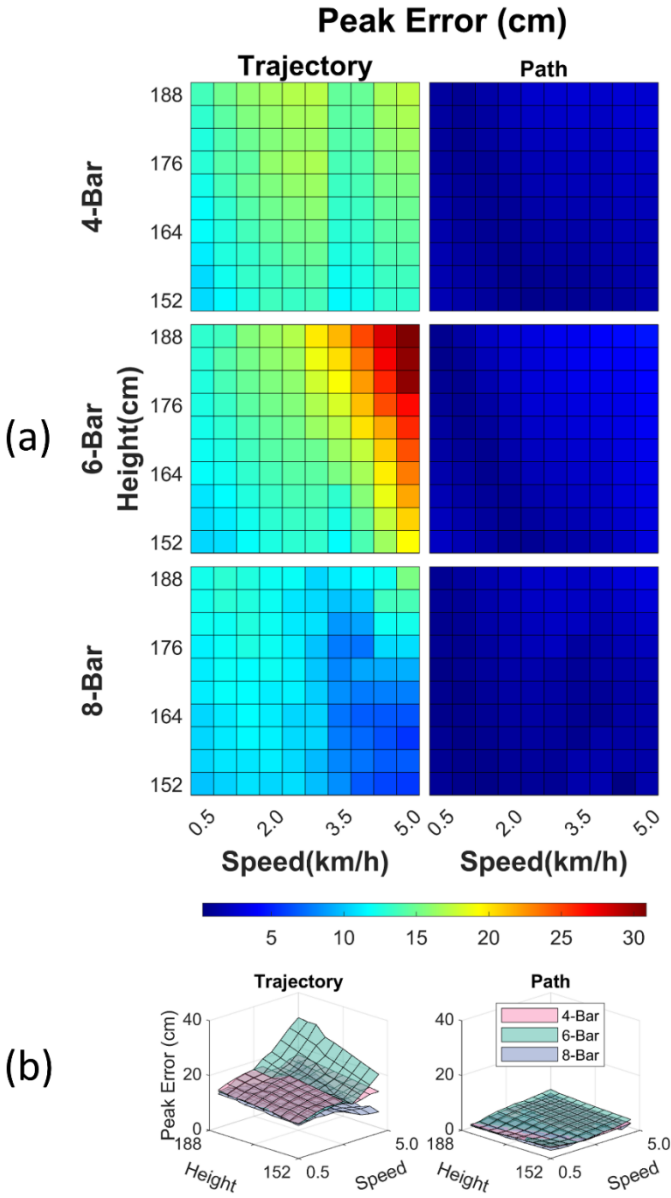 Peak Error (cm)
Trajectory
Path
4-Bar
188
176
164
152
(a)
6-Bar
Height(cm)
188
176
164
152
8-Bar
188
176
164
152
0.5
2.0
3.5
5.0
0.5
2.0
3.5
5.0
Speed(km/h)
Speed(km/h)
5
10
15
20
25
30
(b)
Trajectory
Peak Error (cm)
40
20
0
188
Height
152
0.5
Speed
5.0
Path
4-Bar
6-Bar
8-Bar
40
20
0
188
Height
152
0.5
Speed
5.0